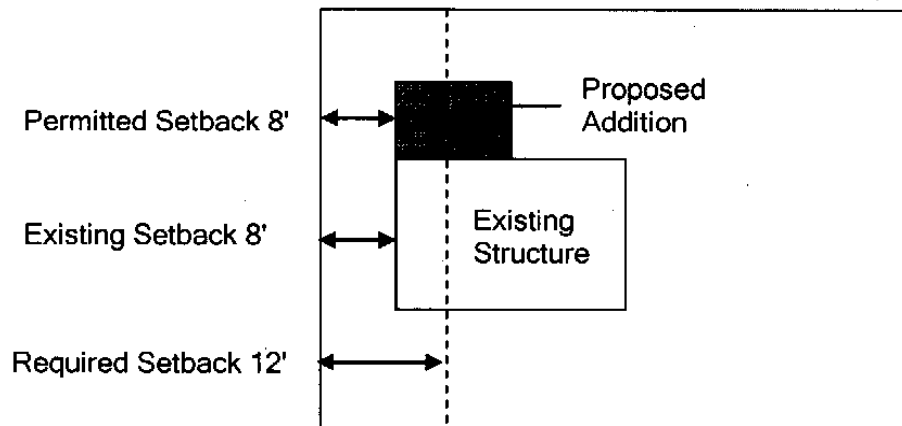 Proposed
Addition
Permitted Setback 8'
Existing Setback 8'
Existing
Structure
Required Setback 12'